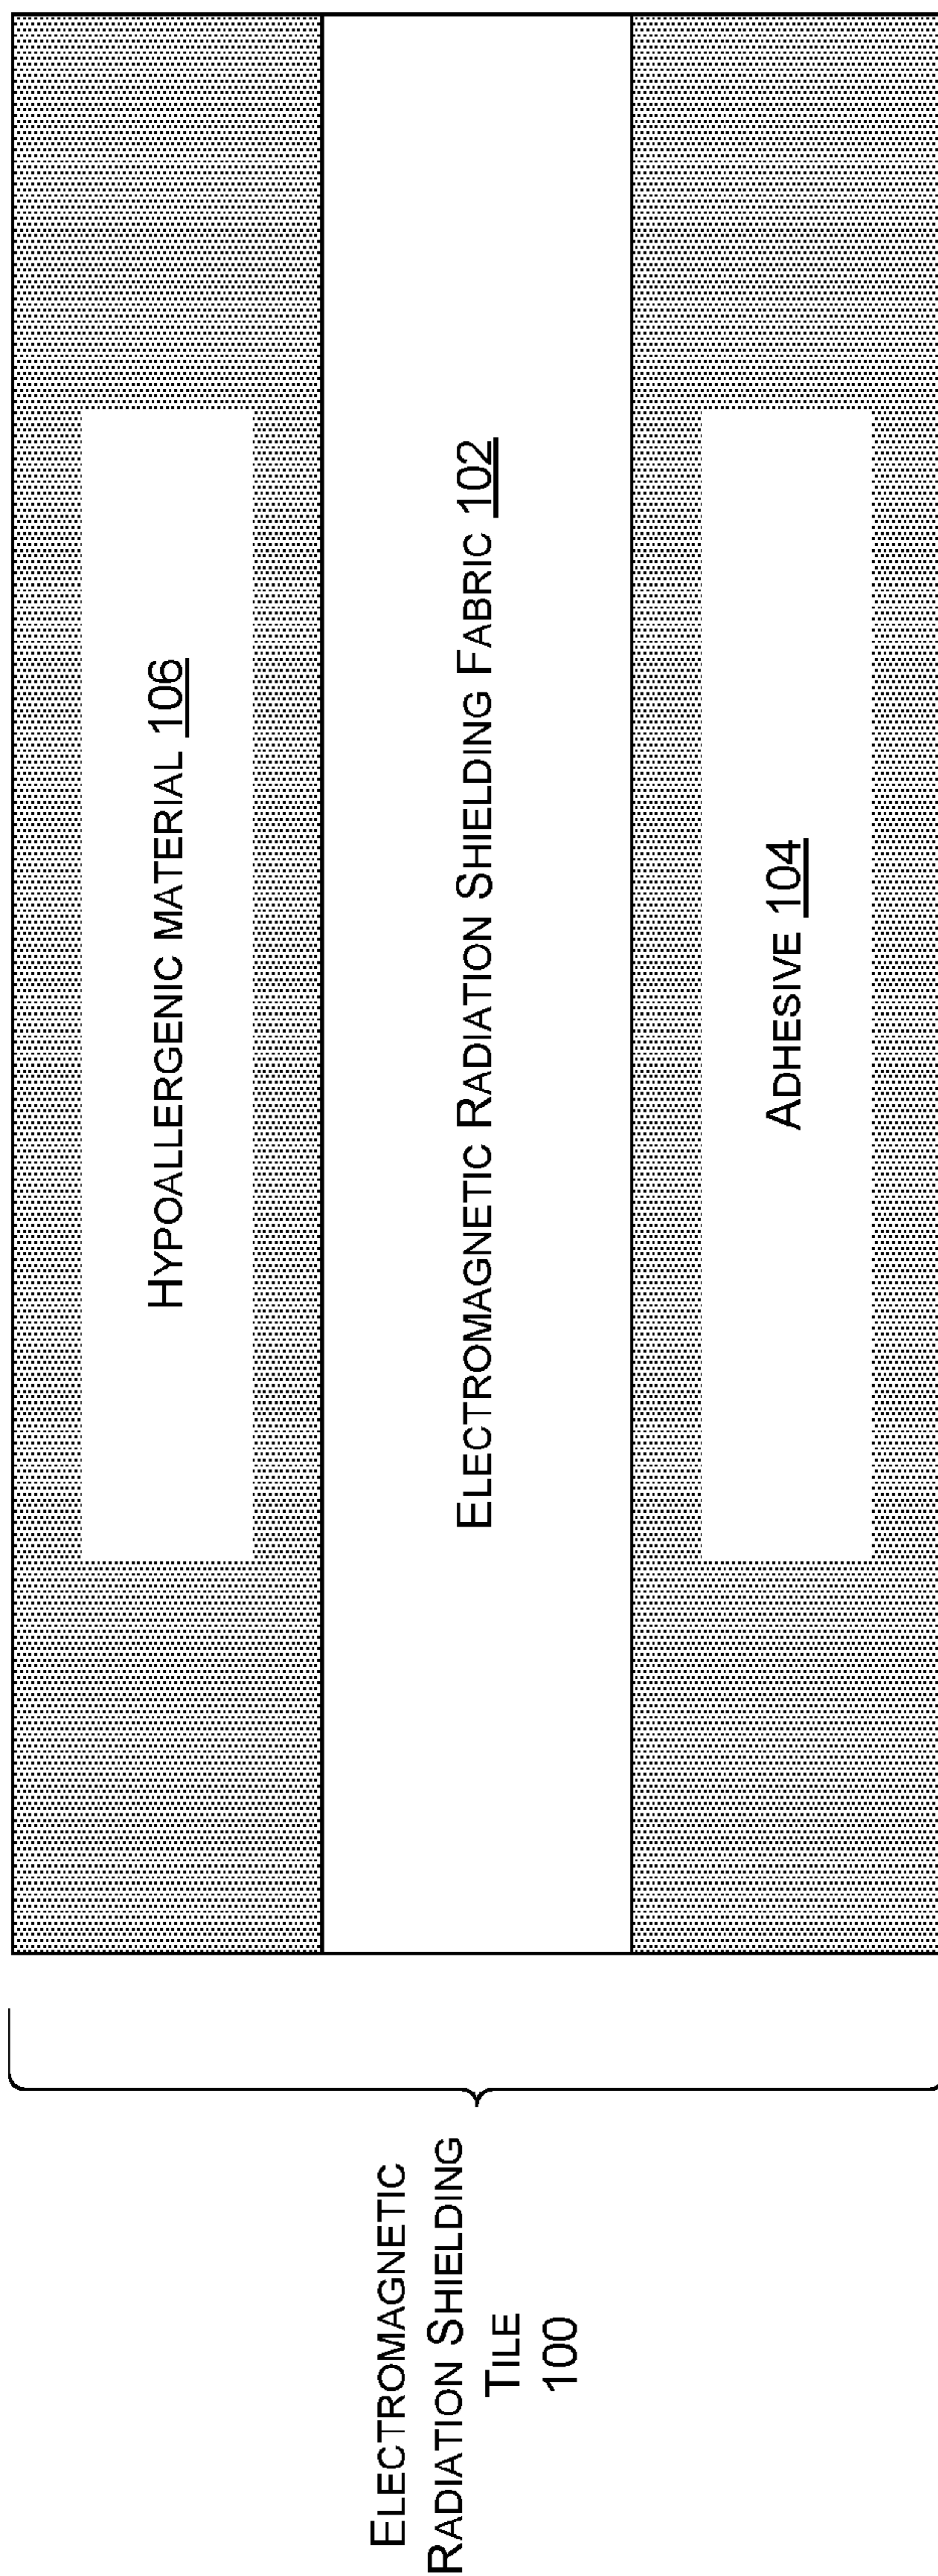 HYPOALLERGENIC MATERIAL 106
ELECTROMAGNETIC RADIATION SHIELDING FABRIC 102
ADHESIVE 104
ELECTROMAGNETIC
RADIATION SHIELDING
TILE
100